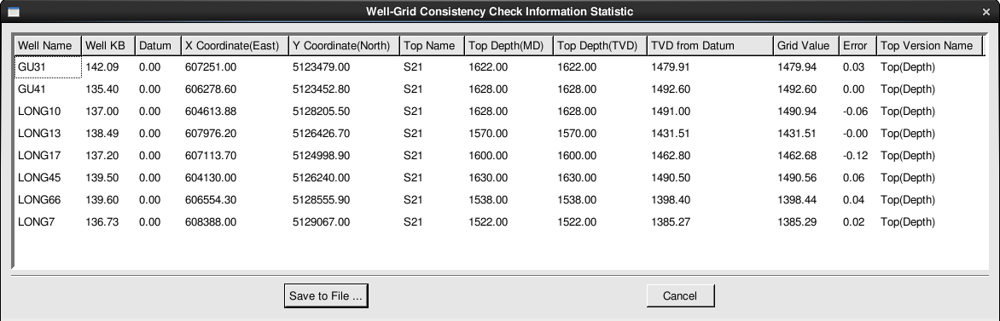 Well-Grid Consistency Check Information Statistic
Well Name Well KB Datum X Coordinate(East) Y Coordinate(North) Top Name Top Depth(MD) Top Depth(TVD) TVD from Datum Grid Value Error Top Version Name
GU31 142.09 0.00 607251.00 5123479.00 S21 1622.00 1622.00 1479.91 1479.94 0.03 Top(Depth)
GU41 135.40 0.00 606278.60 5123452.80 S21 1628.00 1628.00 1492.60 1492.60 0.00 Top(Depth)
LONG10 137.00 0.00 604613.88 5128205.50 S21 1628.00 1628.00 1491.00 1490.94 -0.06 Top(Depth)
LONG13 138.49 0.00 607976.20 5126426.70 S21 1570.00 1570.00 1431.51 1431.51 -0.00 Top(Depth)
LONG17 137.20 0.00 607113.70 5124998.90 S21 1600.00 1600.00 1462.80 1462.68 -0.12 Top(Depth)
LONG45 139.50 0.00 604130.00 5126240.00 S21 1630.00 1630.00 1490.50 1490.56 0.06 Top(Depth)
LONG66 139.60 0.00 606554.30 5128555.90 S21 1538.00 1538.00 1398.40 1398.44 0.04 Top(Depth)
LONG7 136.73 0.00 608388.00 5129067.00 S21 1522.00 1522.00 1385.27 1385.29 0.02 Top(Depth)
Save to File ... Cancel